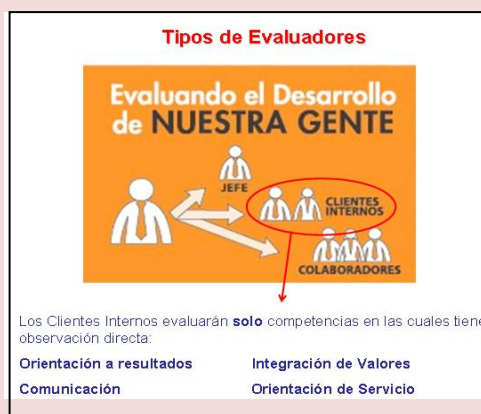 Tipos de Evaluadores
Evaluando el Desarrollo
de NUESTRA GENTE
JEFE
CLIENTES
INTERNOS
COLABORADORES
Los Clientes Internos evaluarán solo competencias en las cuales tiene
observación directa:
Orientación a resultados Integración de Valores
Comunicación Orientación de Servicio